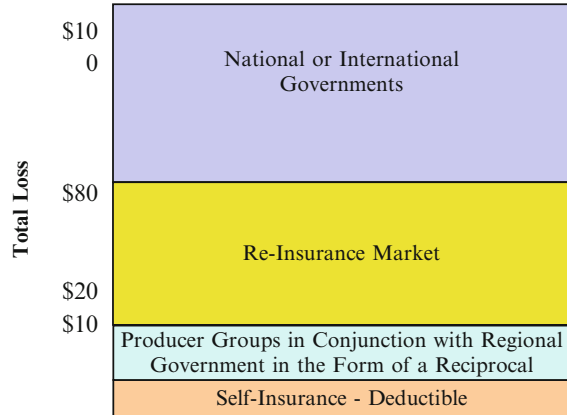 $10
0
National or International
Governments
Total Loss
$80
Re-Insurance Market
$20
$10
Producer Groups in Conjunction with Regional
Government in the Form of a Reciprocal
Self-Insurance - Deductible